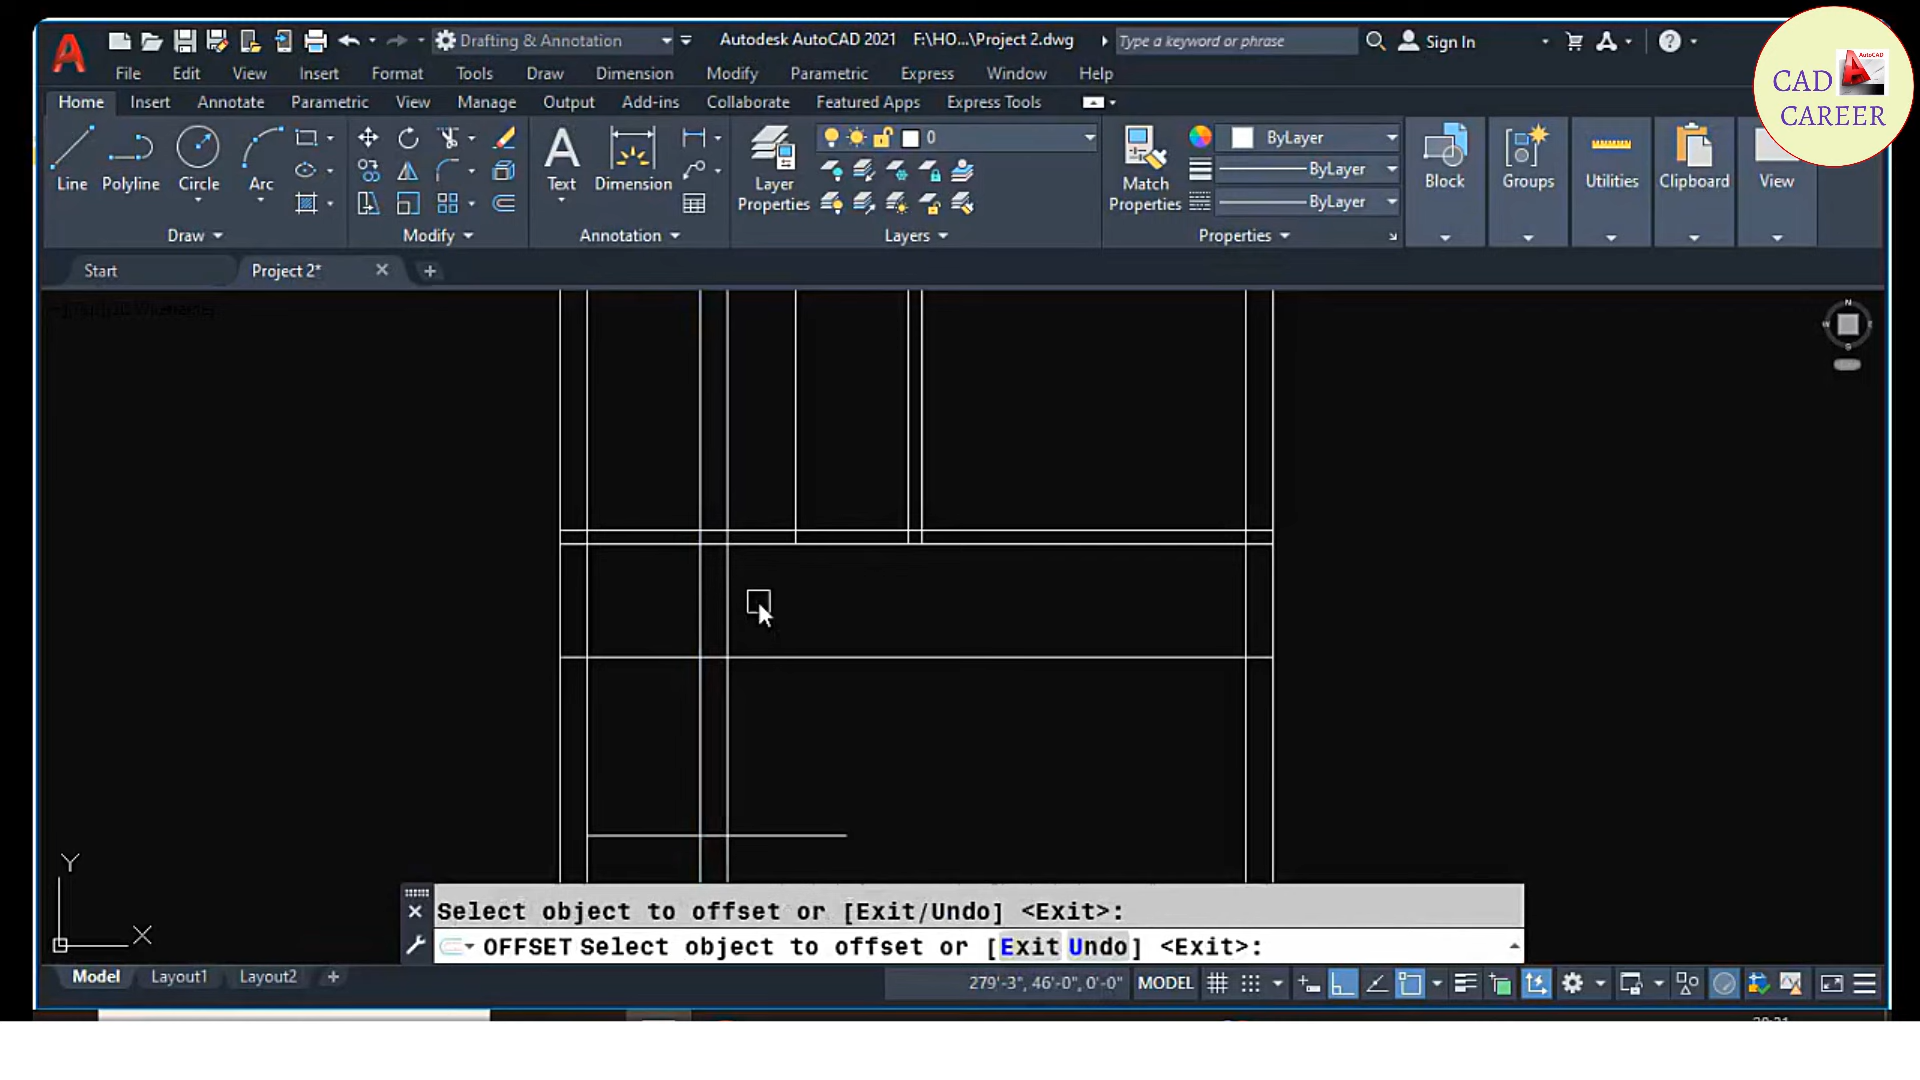 Drafting & Annotation
Autodesk AutoCAD 2021 F:\HO...\Project 2.dwg
Type a keyword or phrase
Sign In
File Edit View Insert Format Tools Draw Dimension Modify Parametric Express Window Help
Home Insert Annotate Parametric View Manage Output Add-ins Collaborate Featured Apps Express Tools
CAD
CAREER
AutoCAD
0
ByLayer
ByLayer
ByLayer
Line Polyline Circle Arc
Text Dimension
Layer
Properties
Match
Properties
Block Groups Utilities Clipboard View
Draw Modify Annotation Layers Properties
Start Project 2*
N
Y
X
Select object to offset or [Exit/Undo] <Exit>:
OFFSET Select object to offset or [Exit Undo] <Exit>:
Model Layout1 Layout2
279'-3", 46'-0", 0'-0" MODEL